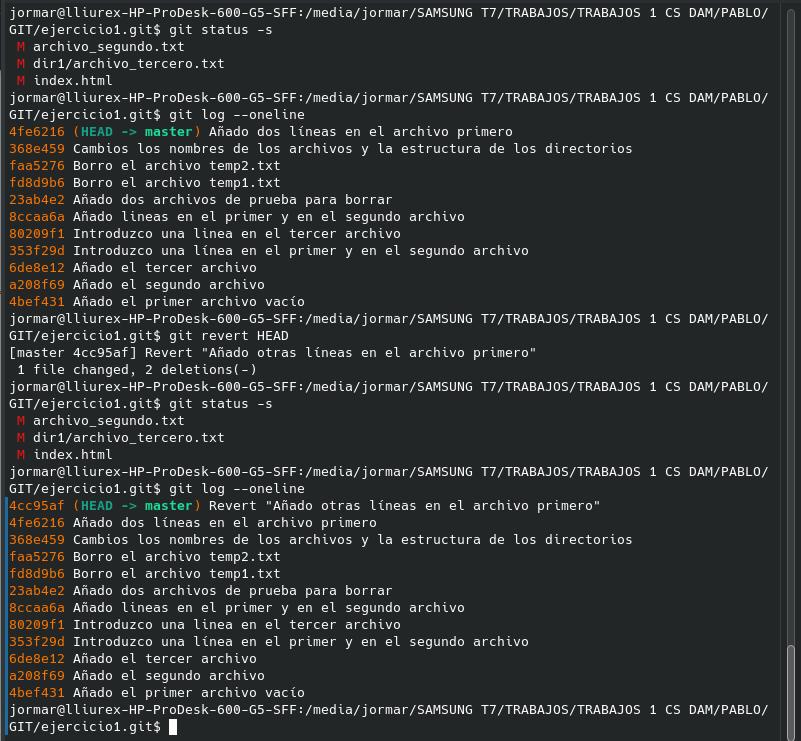 jormar@lliurex-HP-ProDesk-600-G5-SFF:/media/jormar/SAMSUNG T7/TRABAJOS/TRABAJOS 1 CS DAM/PABLO/
GIT/ejercicio1.git$ git status -s
 M archivo_segundo.txt
 M dir1/archivo_tercero.txt
 M index.html
jormar@lliurex-HP-ProDesk-600-G5-SFF:/media/jormar/SAMSUNG T7/TRABAJOS/TRABAJOS 1 CS DAM/PABLO/
GIT/ejercicio1.git$ git log --oneline
4fe6216 (HEAD -> master) Añado dos líneas en el archivo primero
368e459 Cambios los nombres de los archivos y la estructura de los directorios
faa5276 Borro el archivo temp2.txt
fd8d9b6 Borro el archivo temp1.txt
23ab4e2 Añado dos archivos de prueba para borrar
8ccaa6a Añado lineas en el primer y en el segundo archivo
80209f1 Introduzco una linea en el tercer archivo
353f29d Introduzco una línea en el primer y en el segundo archivo
6de8e12 Añado el tercer archivo
a208f69 Añado el segundo archivo
4bef431 Añado el primer archivo vacío
jormar@lliurex-HP-ProDesk-600-G5-SFF:/media/jormar/SAMSUNG T7/TRABAJOS/TRABAJOS 1 CS DAM/PABLO/
GIT/ejercicio1.git$ git revert HEAD
[master 4cc95af] Revert "Añado otras líneas en el archivo primero"
 1 file changed, 2 deletions(-)
jormar@lliurex-HP-ProDesk-600-G5-SFF:/media/jormar/SAMSUNG T7/TRABAJOS/TRABAJOS 1 CS DAM/PABLO/
GIT/ejercicio1.git$ git status -s
 M archivo_segundo.txt
 M dir1/archivo_tercero.txt
 M index.html
jormar@lliurex-HP-ProDesk-600-G5-SFF:/media/jormar/SAMSUNG T7/TRABAJOS/TRABAJOS 1 CS DAM/PABLO/
GIT/ejercicio1.git$ git log --oneline
4cc95af (HEAD -> master) Revert "Añado otras líneas en el archivo primero"
4fe6216 Añado dos líneas en el archivo primero
368e459 Cambios los nombres de los archivos y la estructura de los directorios
faa5276 Borro el archivo temp2.txt
fd8d9b6 Borro el archivo temp1.txt
23ab4e2 Añado dos archivos de prueba para borrar
8ccaa6a Añado lineas en el primer y en el segundo archivo
80209f1 Introduzco una linea en el tercer archivo
353f29d Introduzco una línea en el primer y en el segundo archivo
6de8e12 Añado el tercer archivo
a208f69 Añado el segundo archivo
4bef431 Añado el primer archivo vacío
jormar@lliurex-HP-ProDesk-600-G5-SFF:/media/jormar/SAMSUNG T7/TRABAJOS/TRABAJOS 1 CS DAM/PABLO/
GIT/ejercicio1.git$